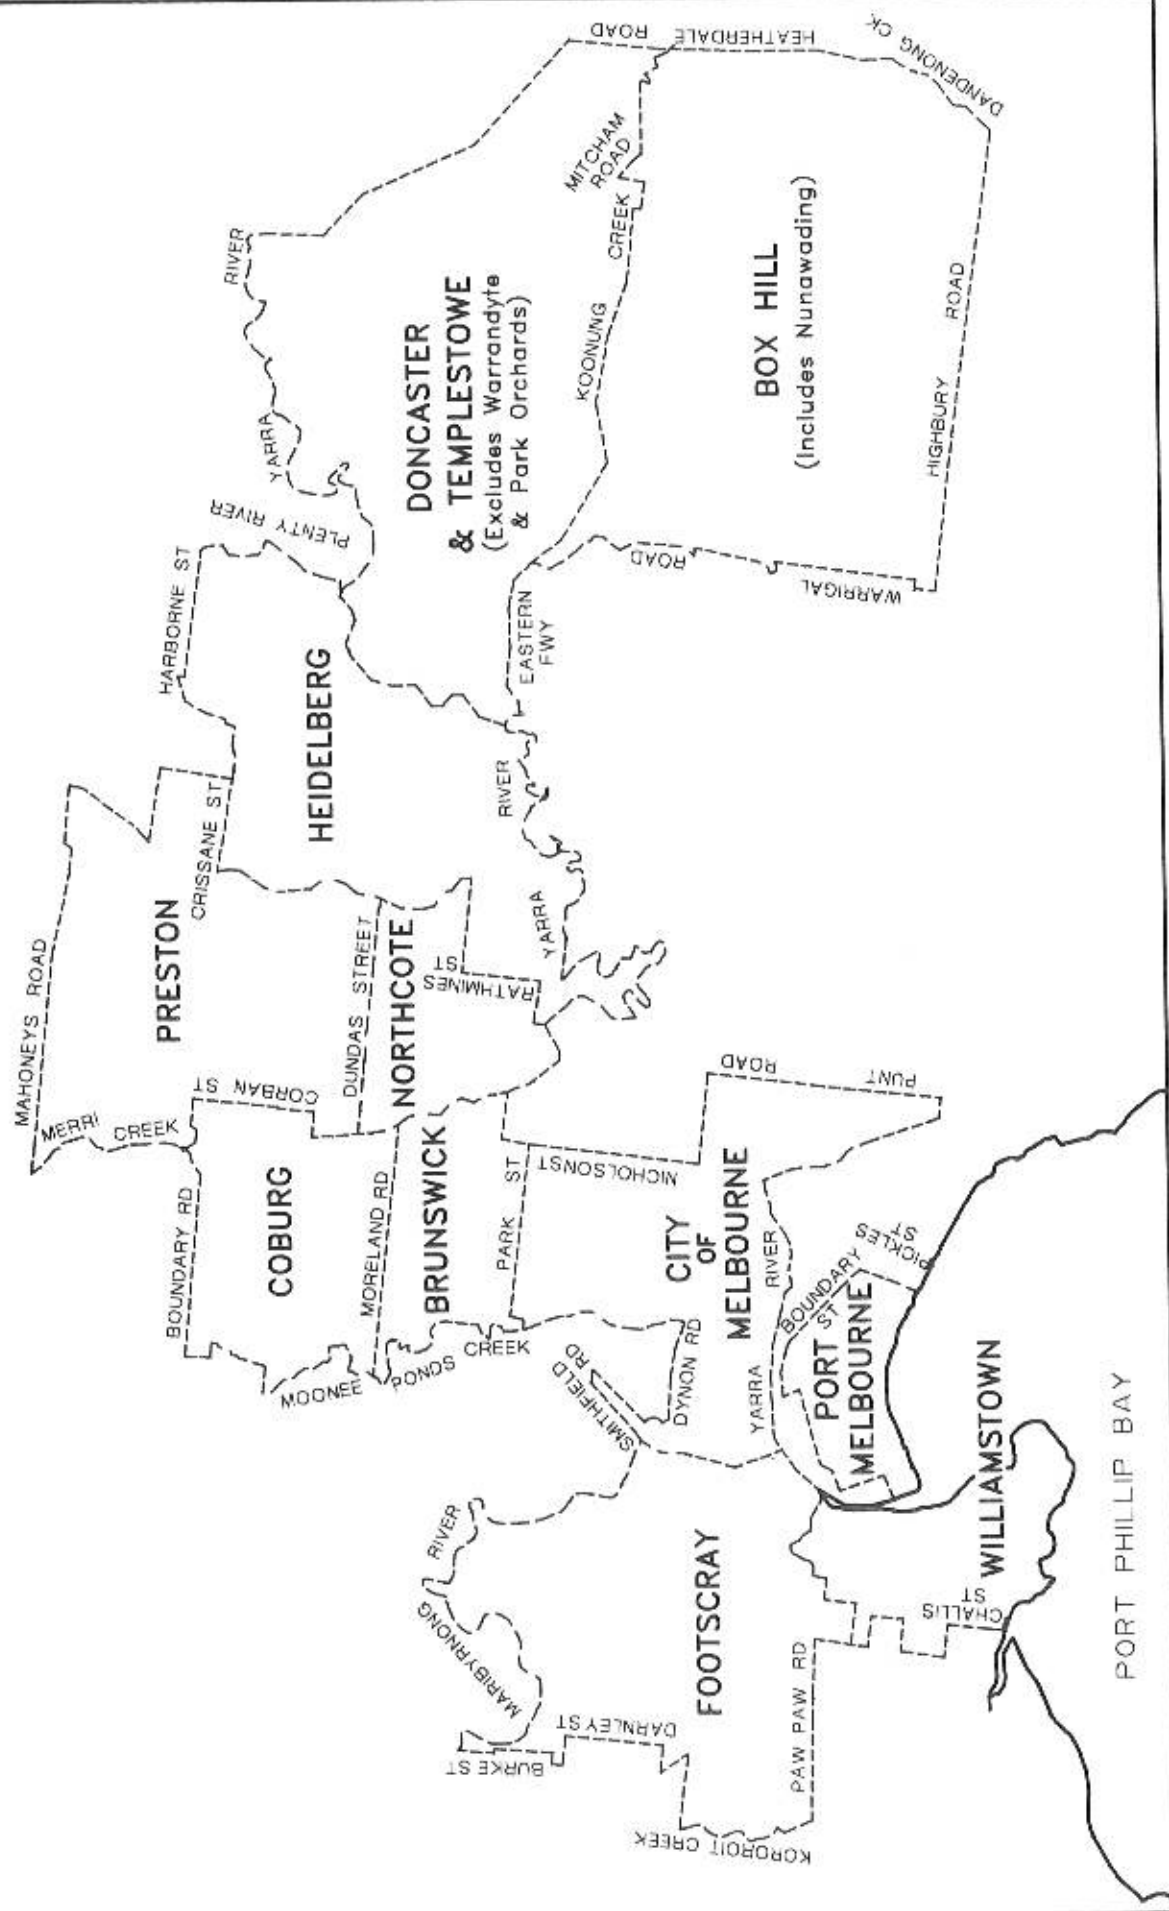 MAHONEYS ROAD
MERRI
CREEK
PRESTON
CRISSANE ST
HARBORNE ST
PLENTY RIVER
YARRA
RIVER
HEIDELBERG
BOUNDARY RD
CORBAN ST
COBURG
DUNDAS STREET
NORTHCOTE
RATHMINES
ST
MORELAND RD
MOONEE
PONDS
CREEK
BRUNSWICK
PARK ST
YARRA
RIVER
EASTERN
FWY
DONCASTER
& TEMPLESTOWE
(Excludes Warrandyte
& Park Orchards)
HEATHERDALE ROAD
MITCHAM
ROAD
KOONUNG
CREEK
DANDENONG CK.
BOX HILL
(Includes Nunawading)
WARRIGAL
ROAD
HIGHBURY
ROAD
NICHOLSON ST
PUNT
ROAD
CITY
OF
MELBOURNE
SMITHFIELD
RD
DYNON RD
YARRA
RIVER
BOUNDARY
ST
PICKLES
ST
PORT
MELBOURNE
MARIBYRNONG
RIVER
BURKE ST
DARNLEY ST
FOOTSCRAY
KOROROIT CREEK
PAW PAW RD
CHALLIS
ST
WILLIAMSTOWN
PORT PHILLIP BAY